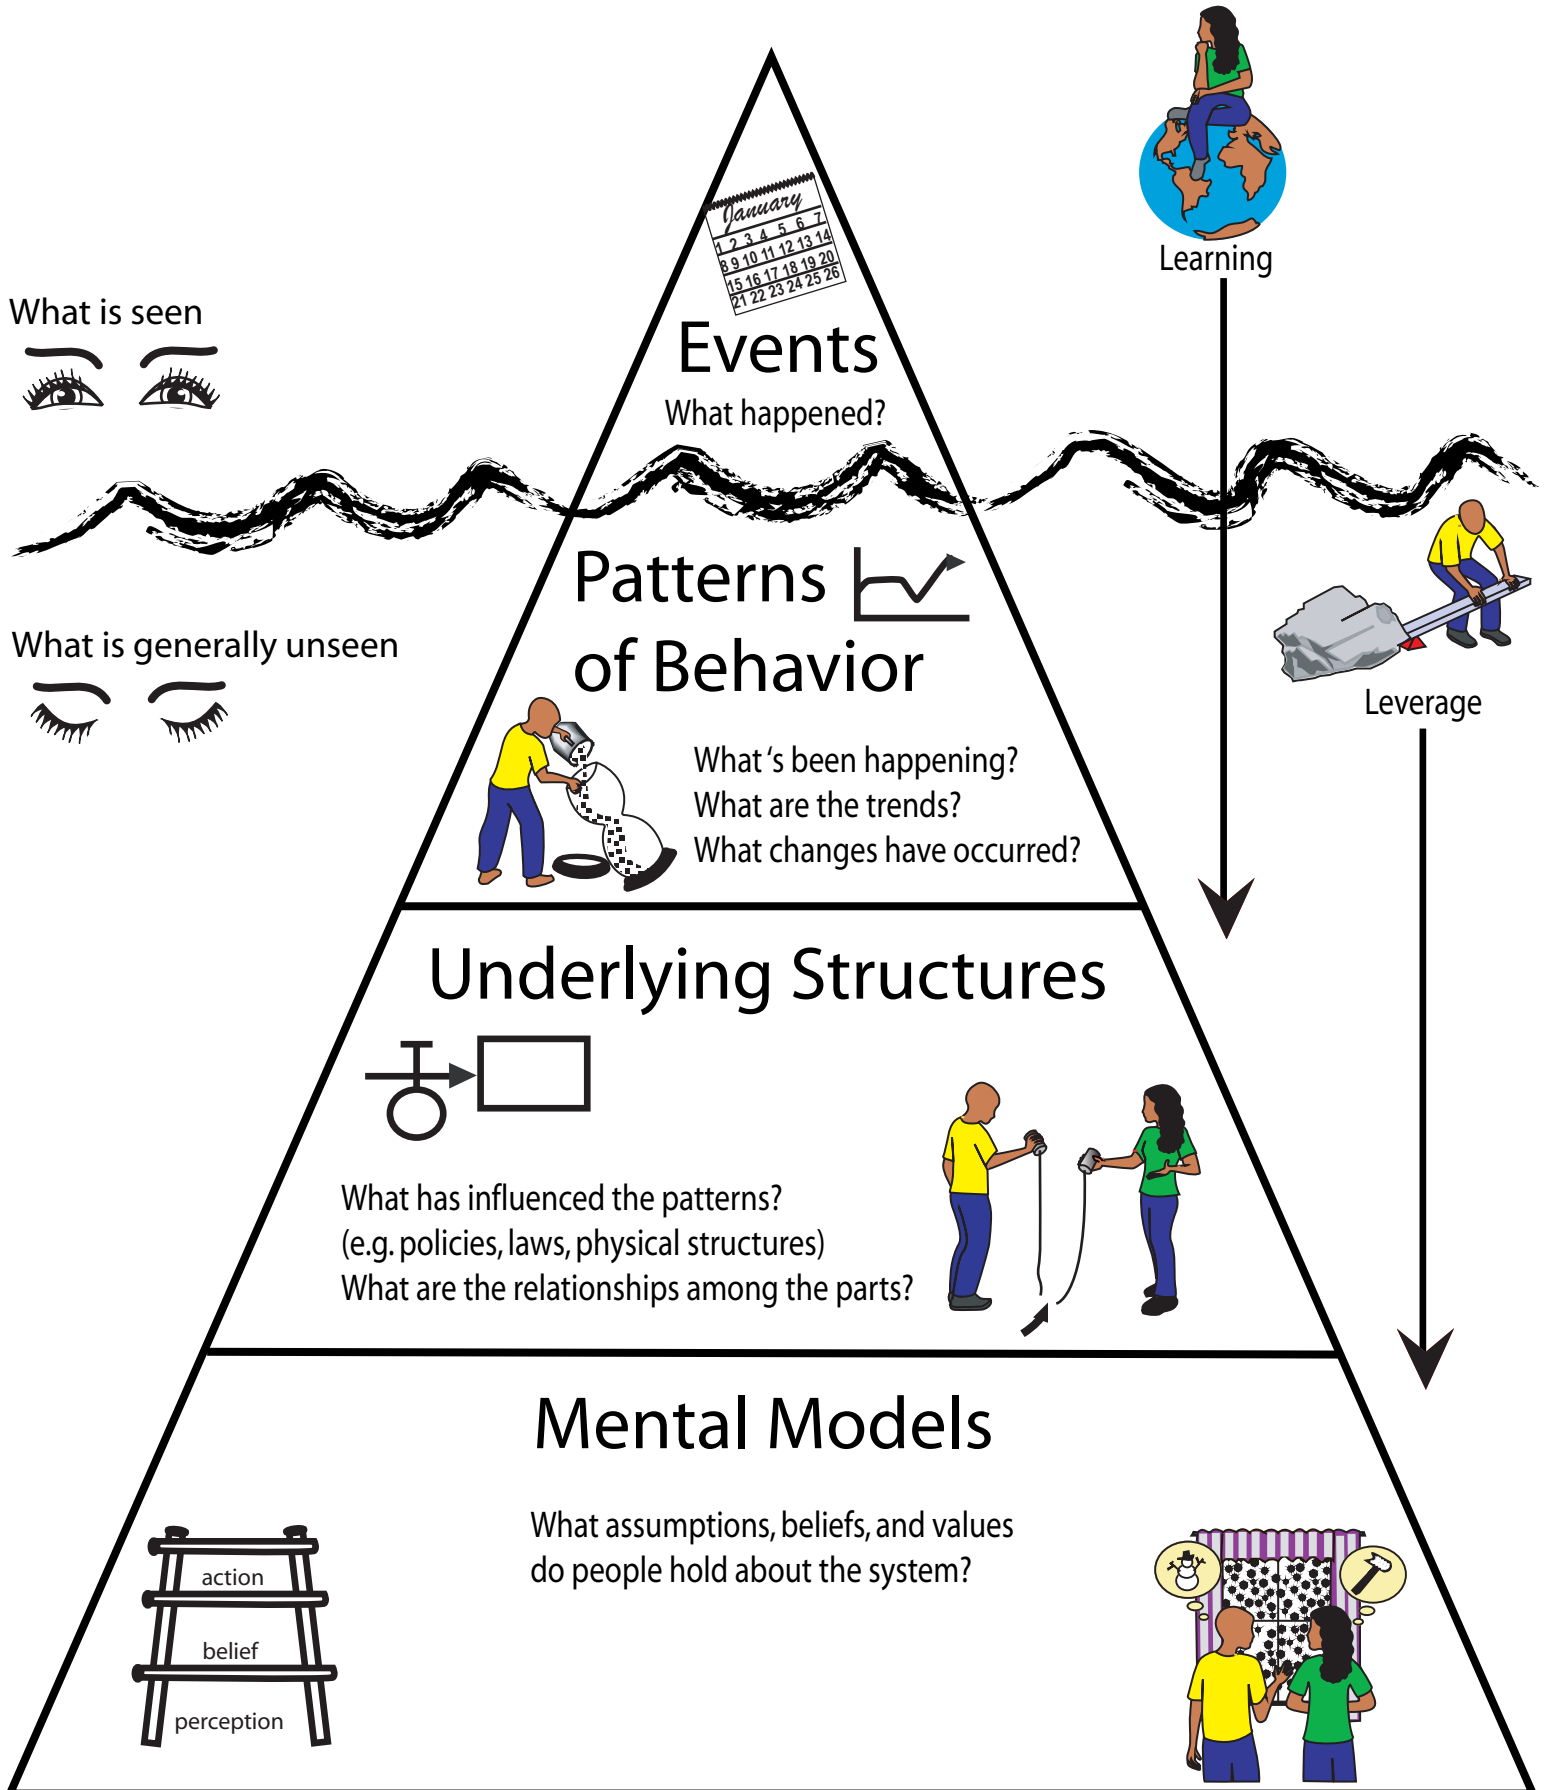 Learning
January
1 2 3 4 5 6 7
8 9 10 11 12 13 14
15 16 17 18 19 20
21 22 23 24 25 26
What is seen
Events
What happened?
Patterns
of Behavior
What is generally unseen
Leverage
What 's been happening?
What are the trends?
What changes have occurred?
Underlying Structures
What has influenced the patterns?
(e.g. policies, laws, physical structures)
What are the relationships among the parts?
Mental Models
What assumptions, beliefs, and values
do people hold about the system?
action
belief
perception